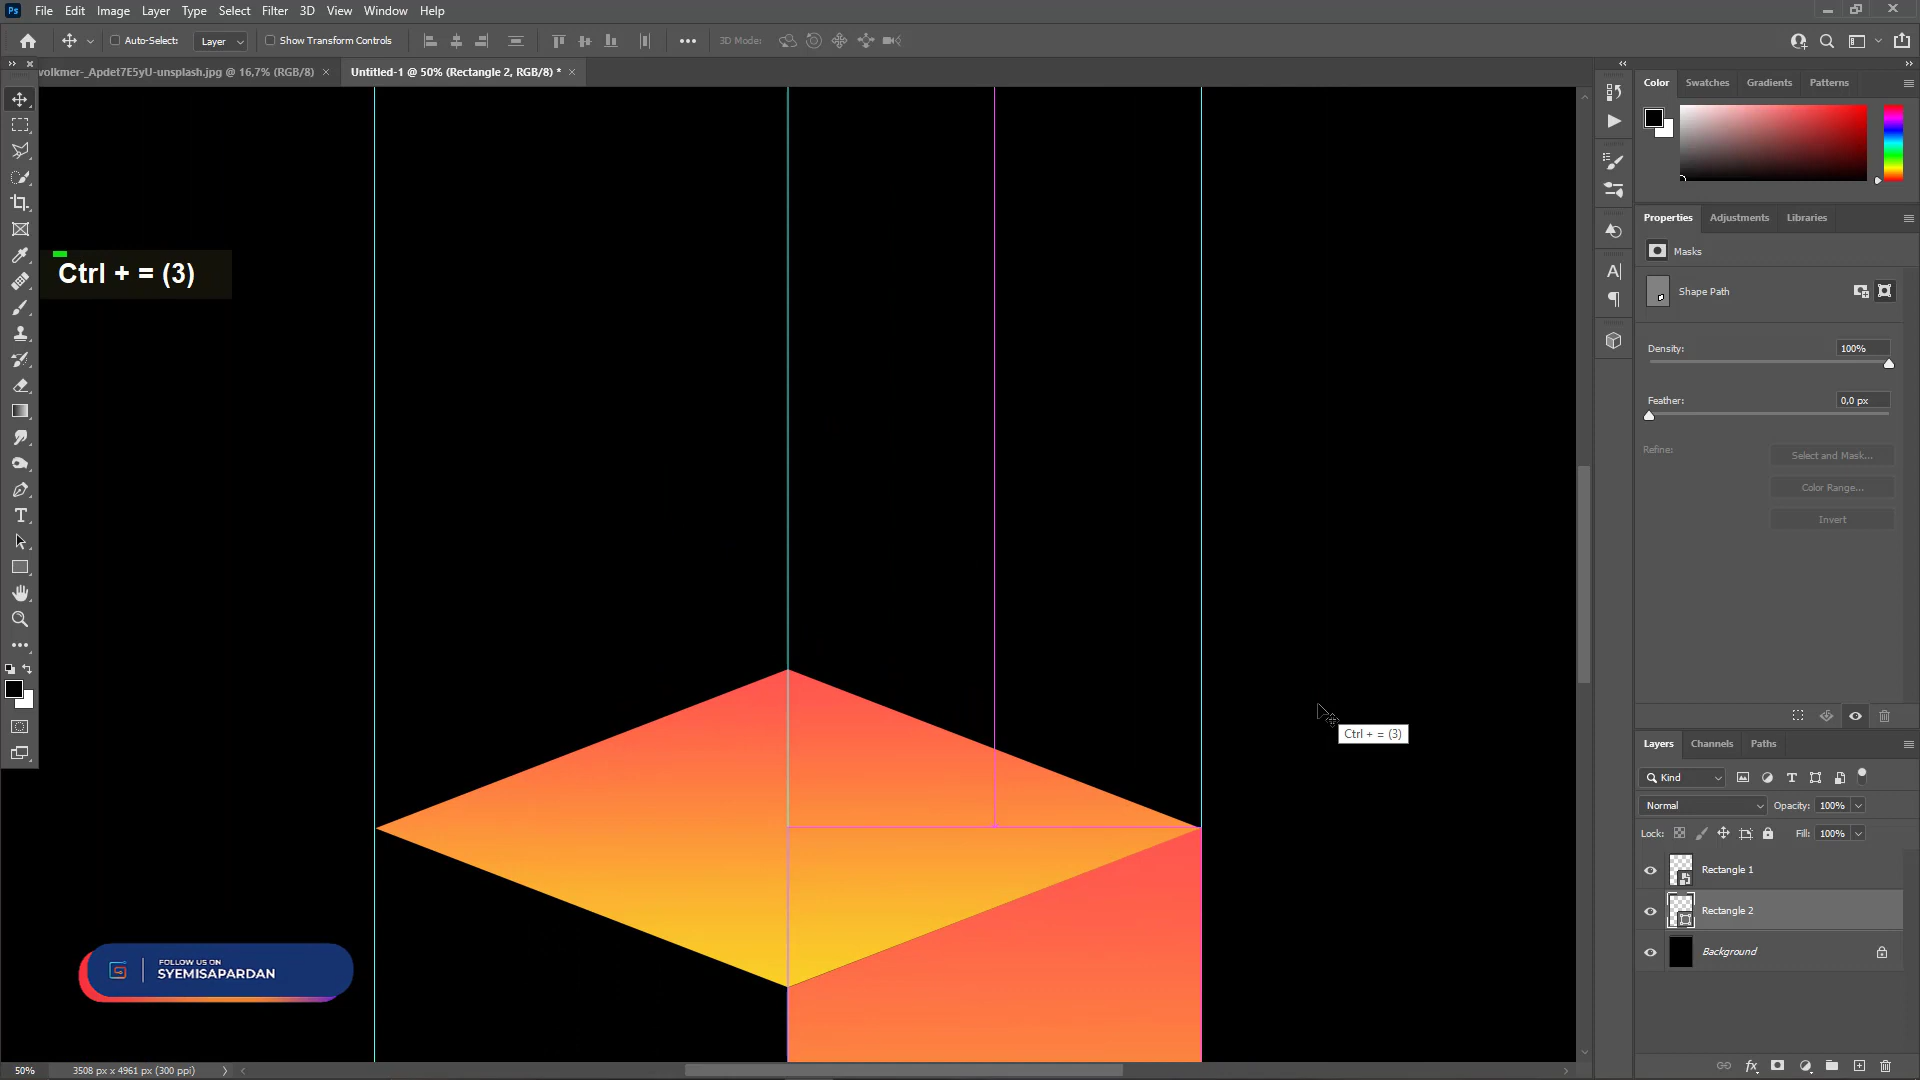 Ps File Edit Image Layer Type Select Filter 3D View Window Help
Auto-Select: Layer Show Transform Controls 3D Mode:
volkmer-_Apdet7E5yU-unsplash.jpg @ 16,7% (RGB/8) × Untitled-1 @ 50% (Rectangle 2, RGB/8) * ×
Color Swatches Gradients Patterns
Properties Adjustments Libraries
Masks
Ctrl + = (3)
Shape Path
Density: 100%
Feather: 0,0 px
Refine: Select and Mask...
Color Range...
Invert
Ctrl + = (3)
Layers Channels Paths
Kind
Normal Opacity: 100%
Lock: Fill: 100%
Rectangle 1
Rectangle 2
Background
FOLLOW US ON
SYEMISAPARDAN
50% 3508 px x 4961 px (300 ppi)